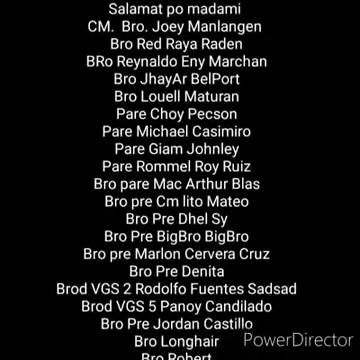 Salamat po madami
CM. Bro. Joey Manlangen
Bro Red Raya Raden
BRo Reynaldo Eny Marchan
Bro JhayAr BelPort
Bro Louell Maturan
Pare Choy Pecson
Pare Michael Casimiro
Pare Giam Johnley
Pare Rommel Roy Ruiz
Bro pare Mac Arthur Blas
Bro pre Cm lito Mateo
Bro Pre Dhel Sy
Bro Pre BigBro BigBro
Bro pre Marlon Cervera Cruz
Bro Pre Denita
Brod VGS 2 Rodolfo Fuentes Sadsad
Brod VGS 5 Panoy Candilado
Bro Pre Jordan Castillo
Bro Longhair
PowerDirector
Bro Robert